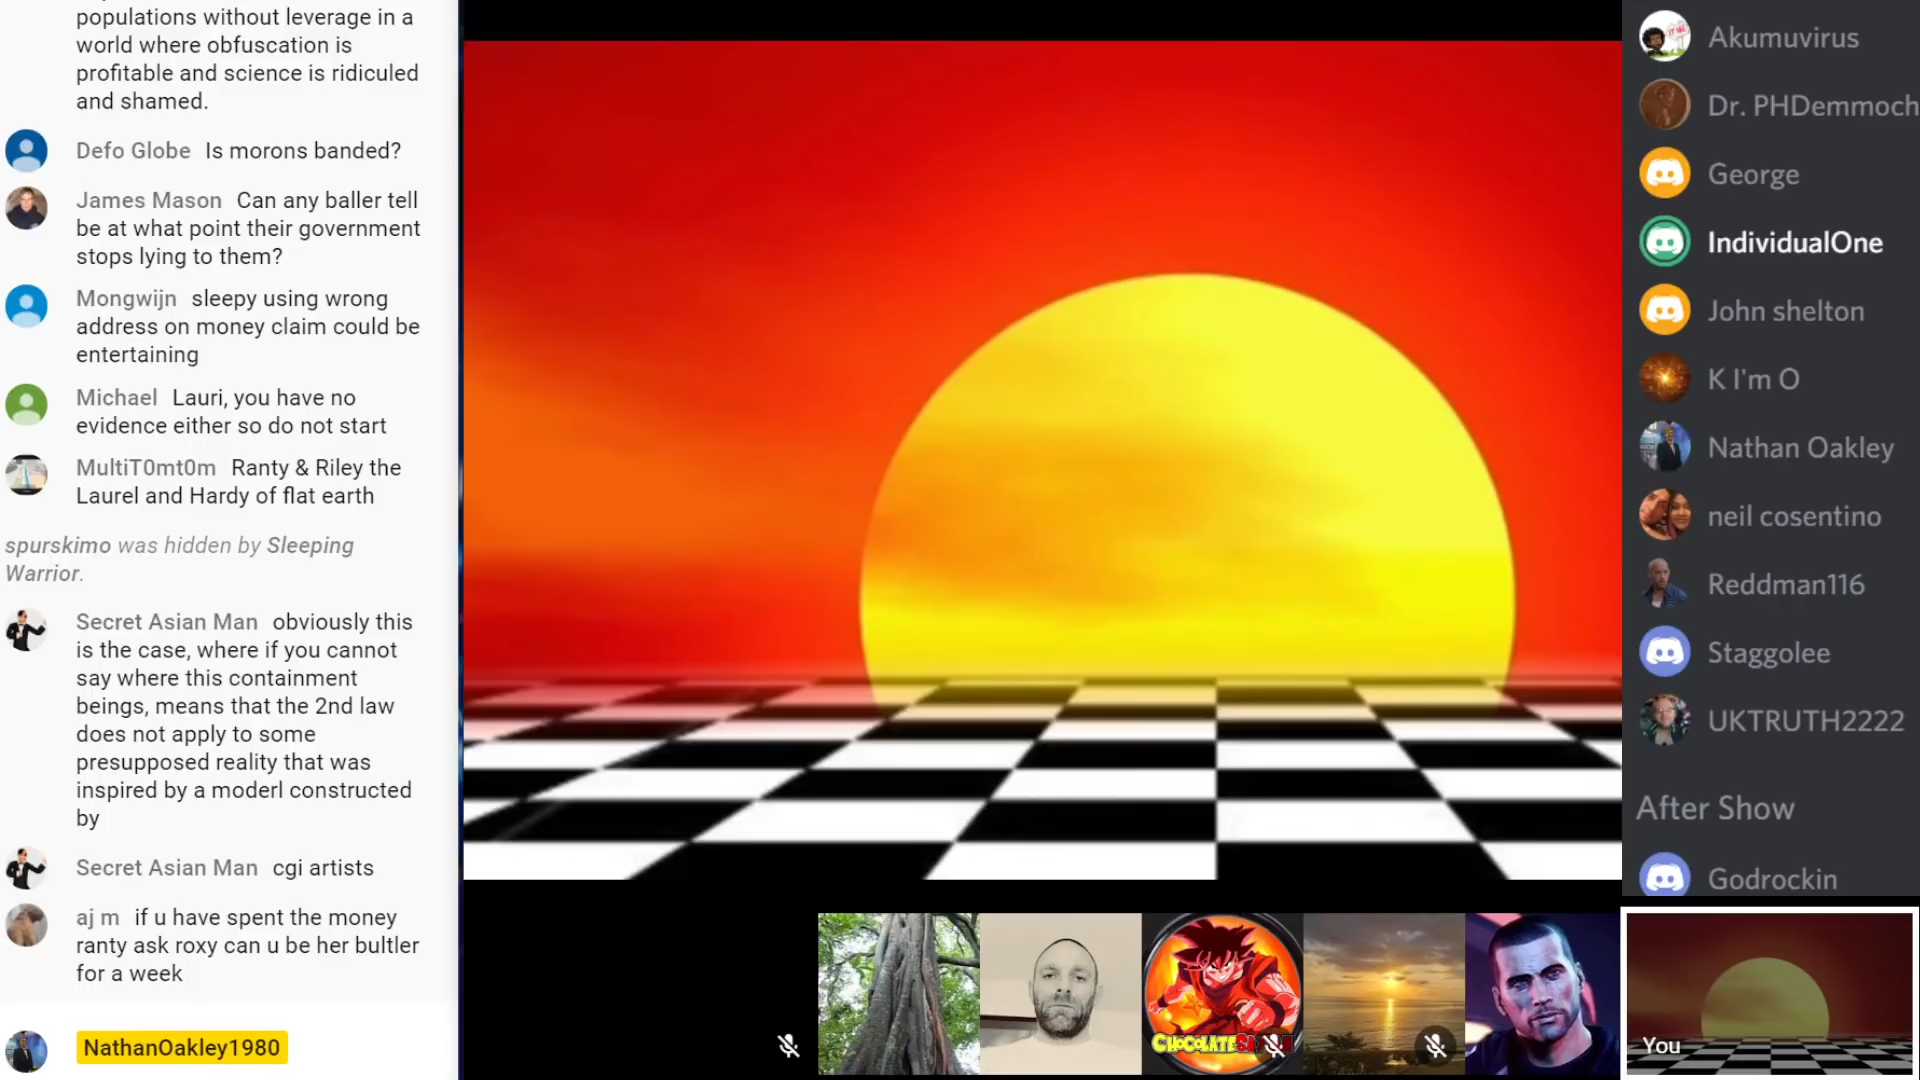 populations without leverage in a
world where obfuscation is
profitable and science is ridiculed
and shamed.
Defo Globe Is morons banded?
James Mason Can any baller tell
be at what point their government
stops lying to them?
Mongwijn sleepy using wrong
address on money claim could be
entertaining
Michael Lauri, you have no
evidence either so do not start
MultiT0mt0m Ranty & Riley the
Laurel and Hardy of flat earth
spurskimo was hidden by Sleeping
Warrior.
Secret Asian Man obviously this
is the case, where if you cannot
say where this containment
beings, means that the 2nd law
does not apply to some
presupposed reality that was
inspired by a moderl constructed
by
Secret Asian Man cgi artists
aj m if u have spent the money
ranty ask roxy can u be her bultler
for a week
NathanOakley1980
Akumuvirus
Dr. PHDemmoch
George
IndividualOne
John shelton
K I'm O
Nathan Oakley
neil cosentino
Reddman116
Staggolee
UKTRUTH2222
After Show
Godrockin
You